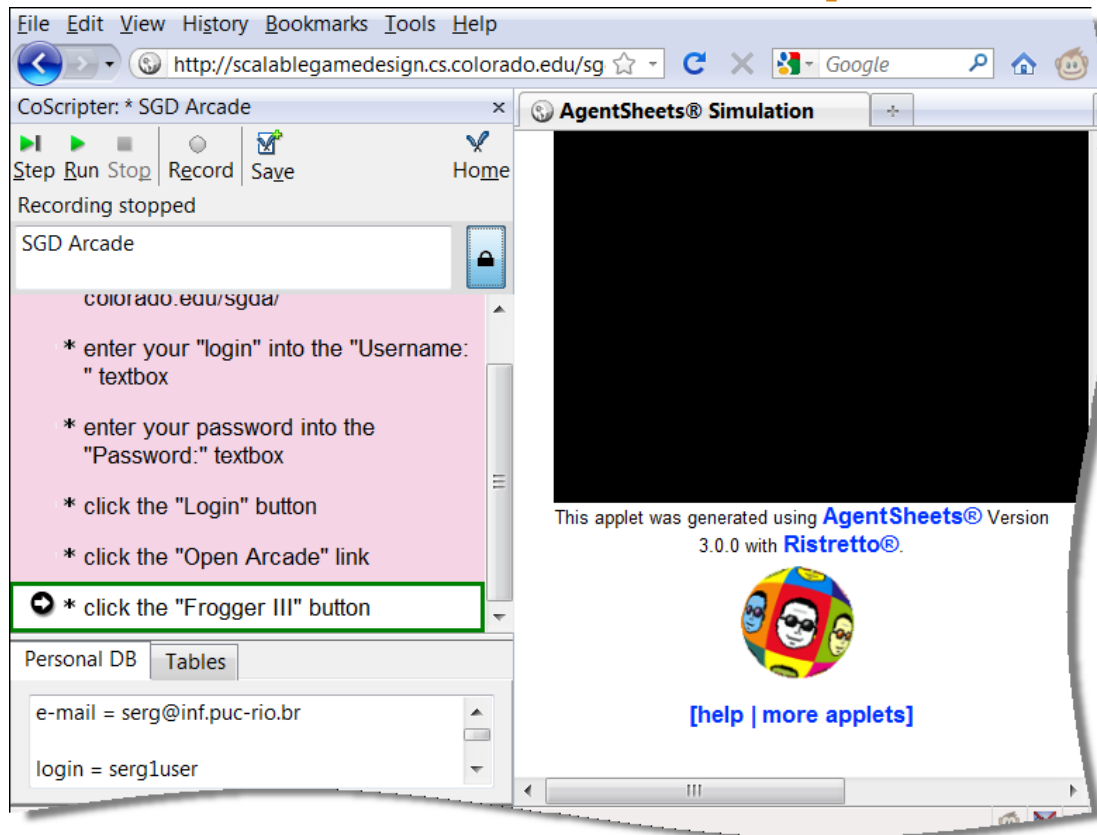 File Edit View History Bookmarks Tools Help
http://scalablegamedesign.cs.colorado.edu/sg
Google
CoScripter: * SGD Arcade
×
AgentSheets® Simulation
Step Run Stop Record Save Home
Recording stopped
SGD Arcade
colorado.edu/sgda/
* enter your "login" into the "Username:
" textbox
* enter your password into the
"Password:" textbox
* click the "Login" button
* click the "Open Arcade" link
* click the "Frogger III" button
This applet was generated using AgentSheets® Version
3.0.0 with Ristretto®.
[help | more applets]
Personal DB Tables
e-mail = serg@inf.puc-rio.br
login = serg1user